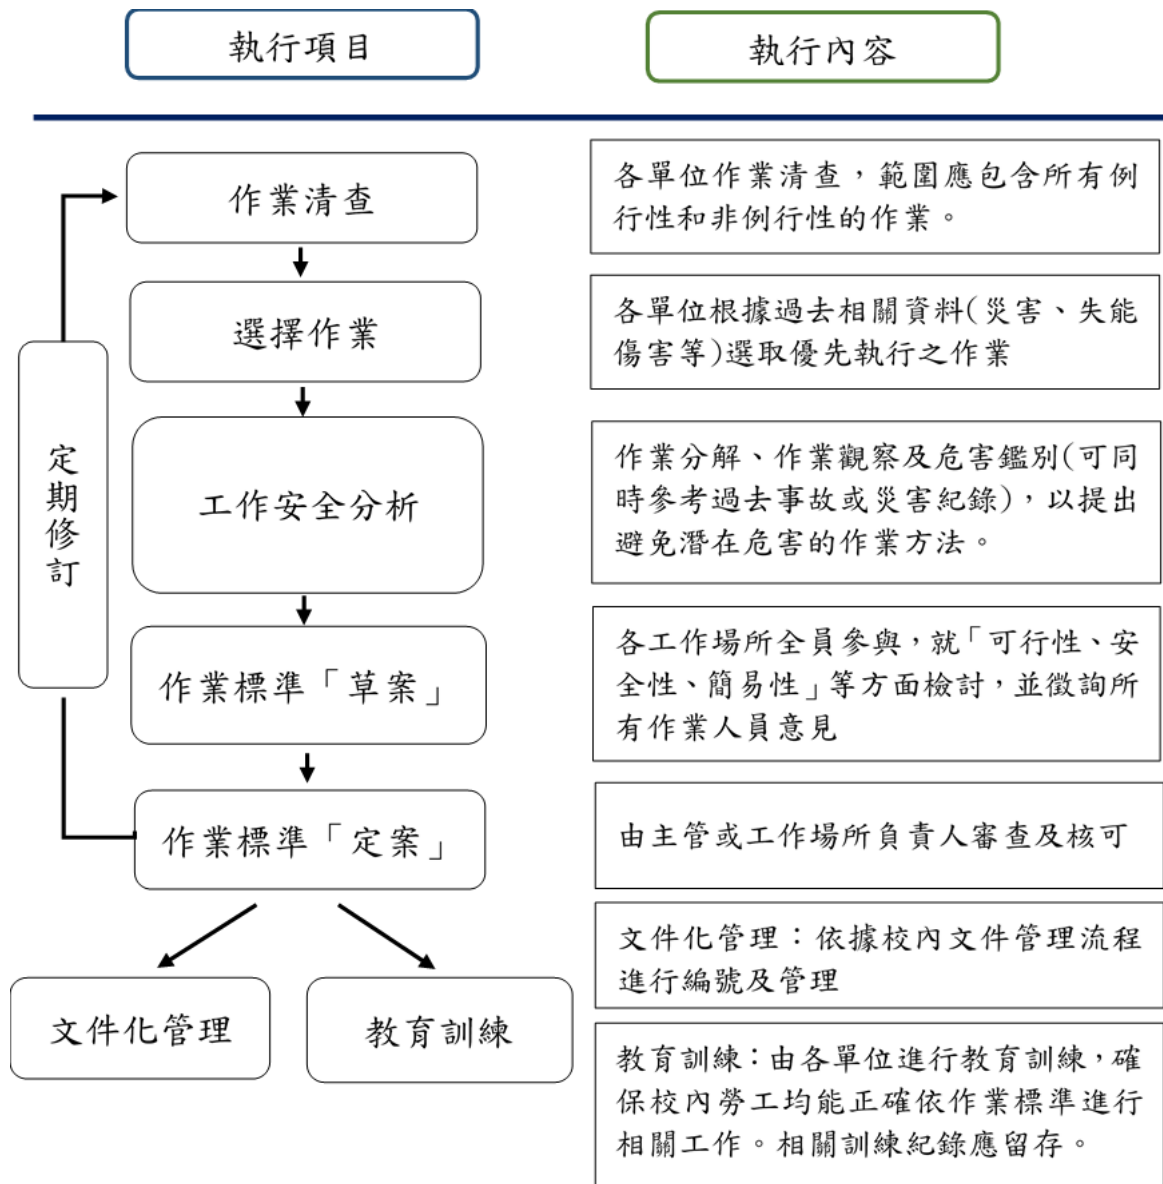 執行項目
執行內容
作業清查
各單位作業清查，範圍應包含所有例
行性和非例行性的作業。
選擇作業
各單位根據過去相關資料(災害、失能
傷害等)選取優先執行之作業
定期修訂
工作安全分析
作業分解、作業觀察及危害鑑別(可同
時參考過去事故或災害紀錄)，以提出
避免潛在危害的作業方法。
作業標準「草案」
各工作場所全員參與，就「可行性、安
全性、簡易性」等方面檢討，並徵詢所
有作業人員意見
作業標準「定案」
由主管或工作場所負責人審查及核可
文件化管理
教育訓練
文件化管理：依據校內文件管理流程
進行編號及管理
教育訓練：由各單位進行教育訓練，確
保校內勞工均能正確依作業標準進行
相關工作。相關訓練紀錄應留存。